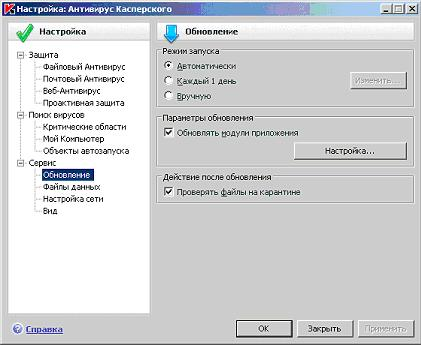 Настройка: Антивирус Касперского
Настройка
Защита
Файловый Антивирус
Почтовый Антивирус
Веб-Антивирус
Проактивная защита
Поиск вирусов
Критические области
Мой Компьютер
Объекты автозапуска
Сервис
Обновление
Файлы данных
Настройка сети
Вид
Обновление
Режим запуска
Автоматически
Каждый 1 день
Изменить...
Вручную
Параметры обновления
Обновлять модули приложения
Настройка...
Действие после обновления
Проверять файлы на карантине
Справка
ОК
Закрыть
Применить